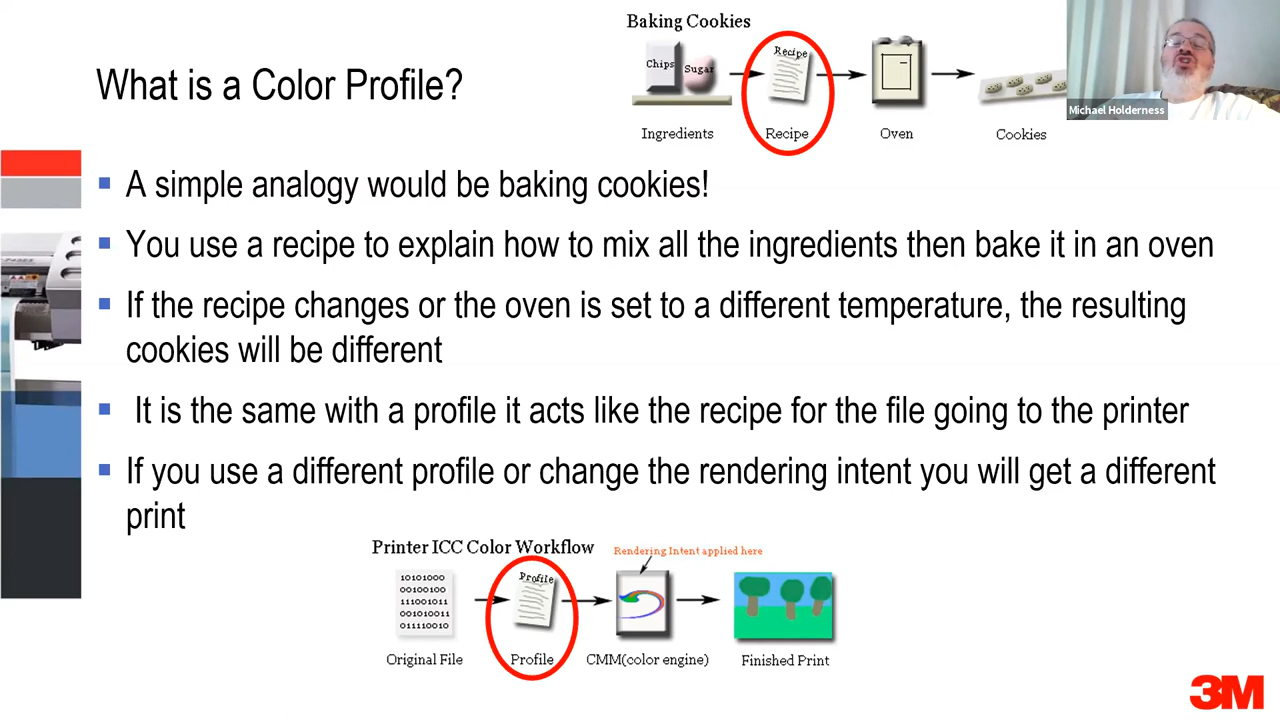 Baking Cookies
Chips
Sugar
Recipe
Ingredients
Recipe
Oven
Cookies
Michael Holderness
What is a Color Profile?
A simple analogy would be baking cookies!
You use a recipe to explain how to mix all the ingredients then bake it in an oven
If the recipe changes or the oven is set to a different temperature, the resulting
cookies will be different
It is the same with a profile it acts like the recipe for the file going to the printer
If you use a different profile or change the rendering intent you will get a different
print
Printer ICC Color Workflow
Rendering Intent applied here
10101000
00100100
111001011
001010011
011110010
Profile
Original File
Profile
CMM(color engine)
Finished Print
3M